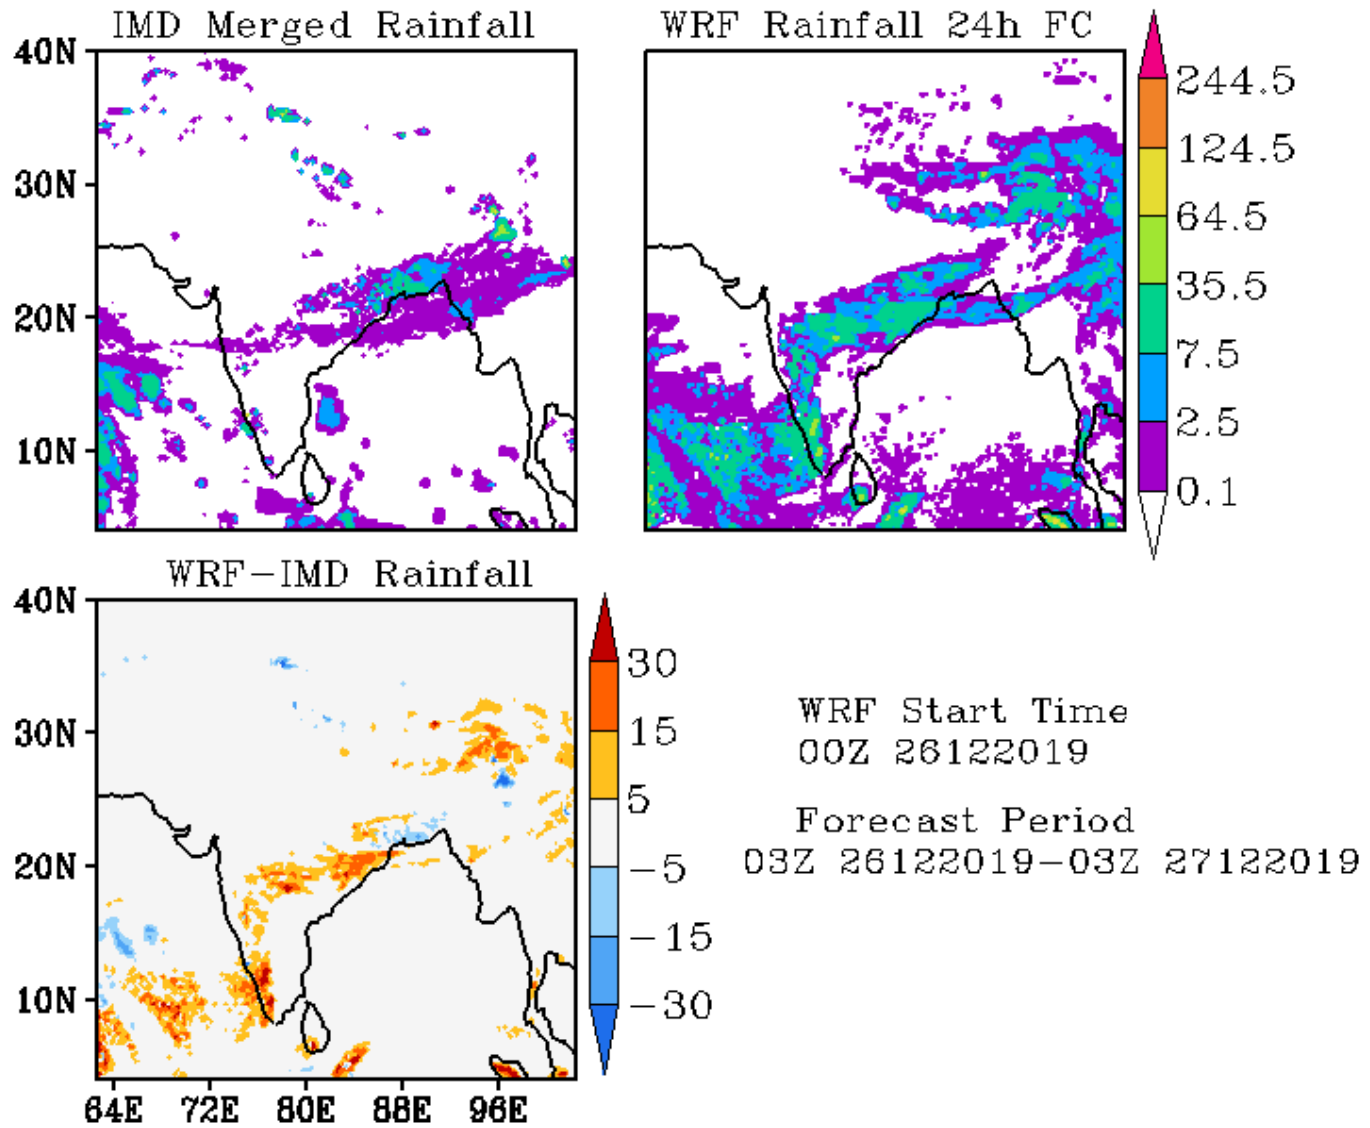 IMD Merged Rainfall
WRF Rainfall 24h FC
40N
30N
20N
10N
244.5
124.5
64.5
35.5
7.5
2.5
0.1
WRF-IMD Rainfall
40N
30N
20N
10N
64E 72E 80E 88E 96E
30
15
5
-5
-15
-30
WRF Start Time
00Z 26122019
Forecast Period
03Z 26122019-03Z 27122019